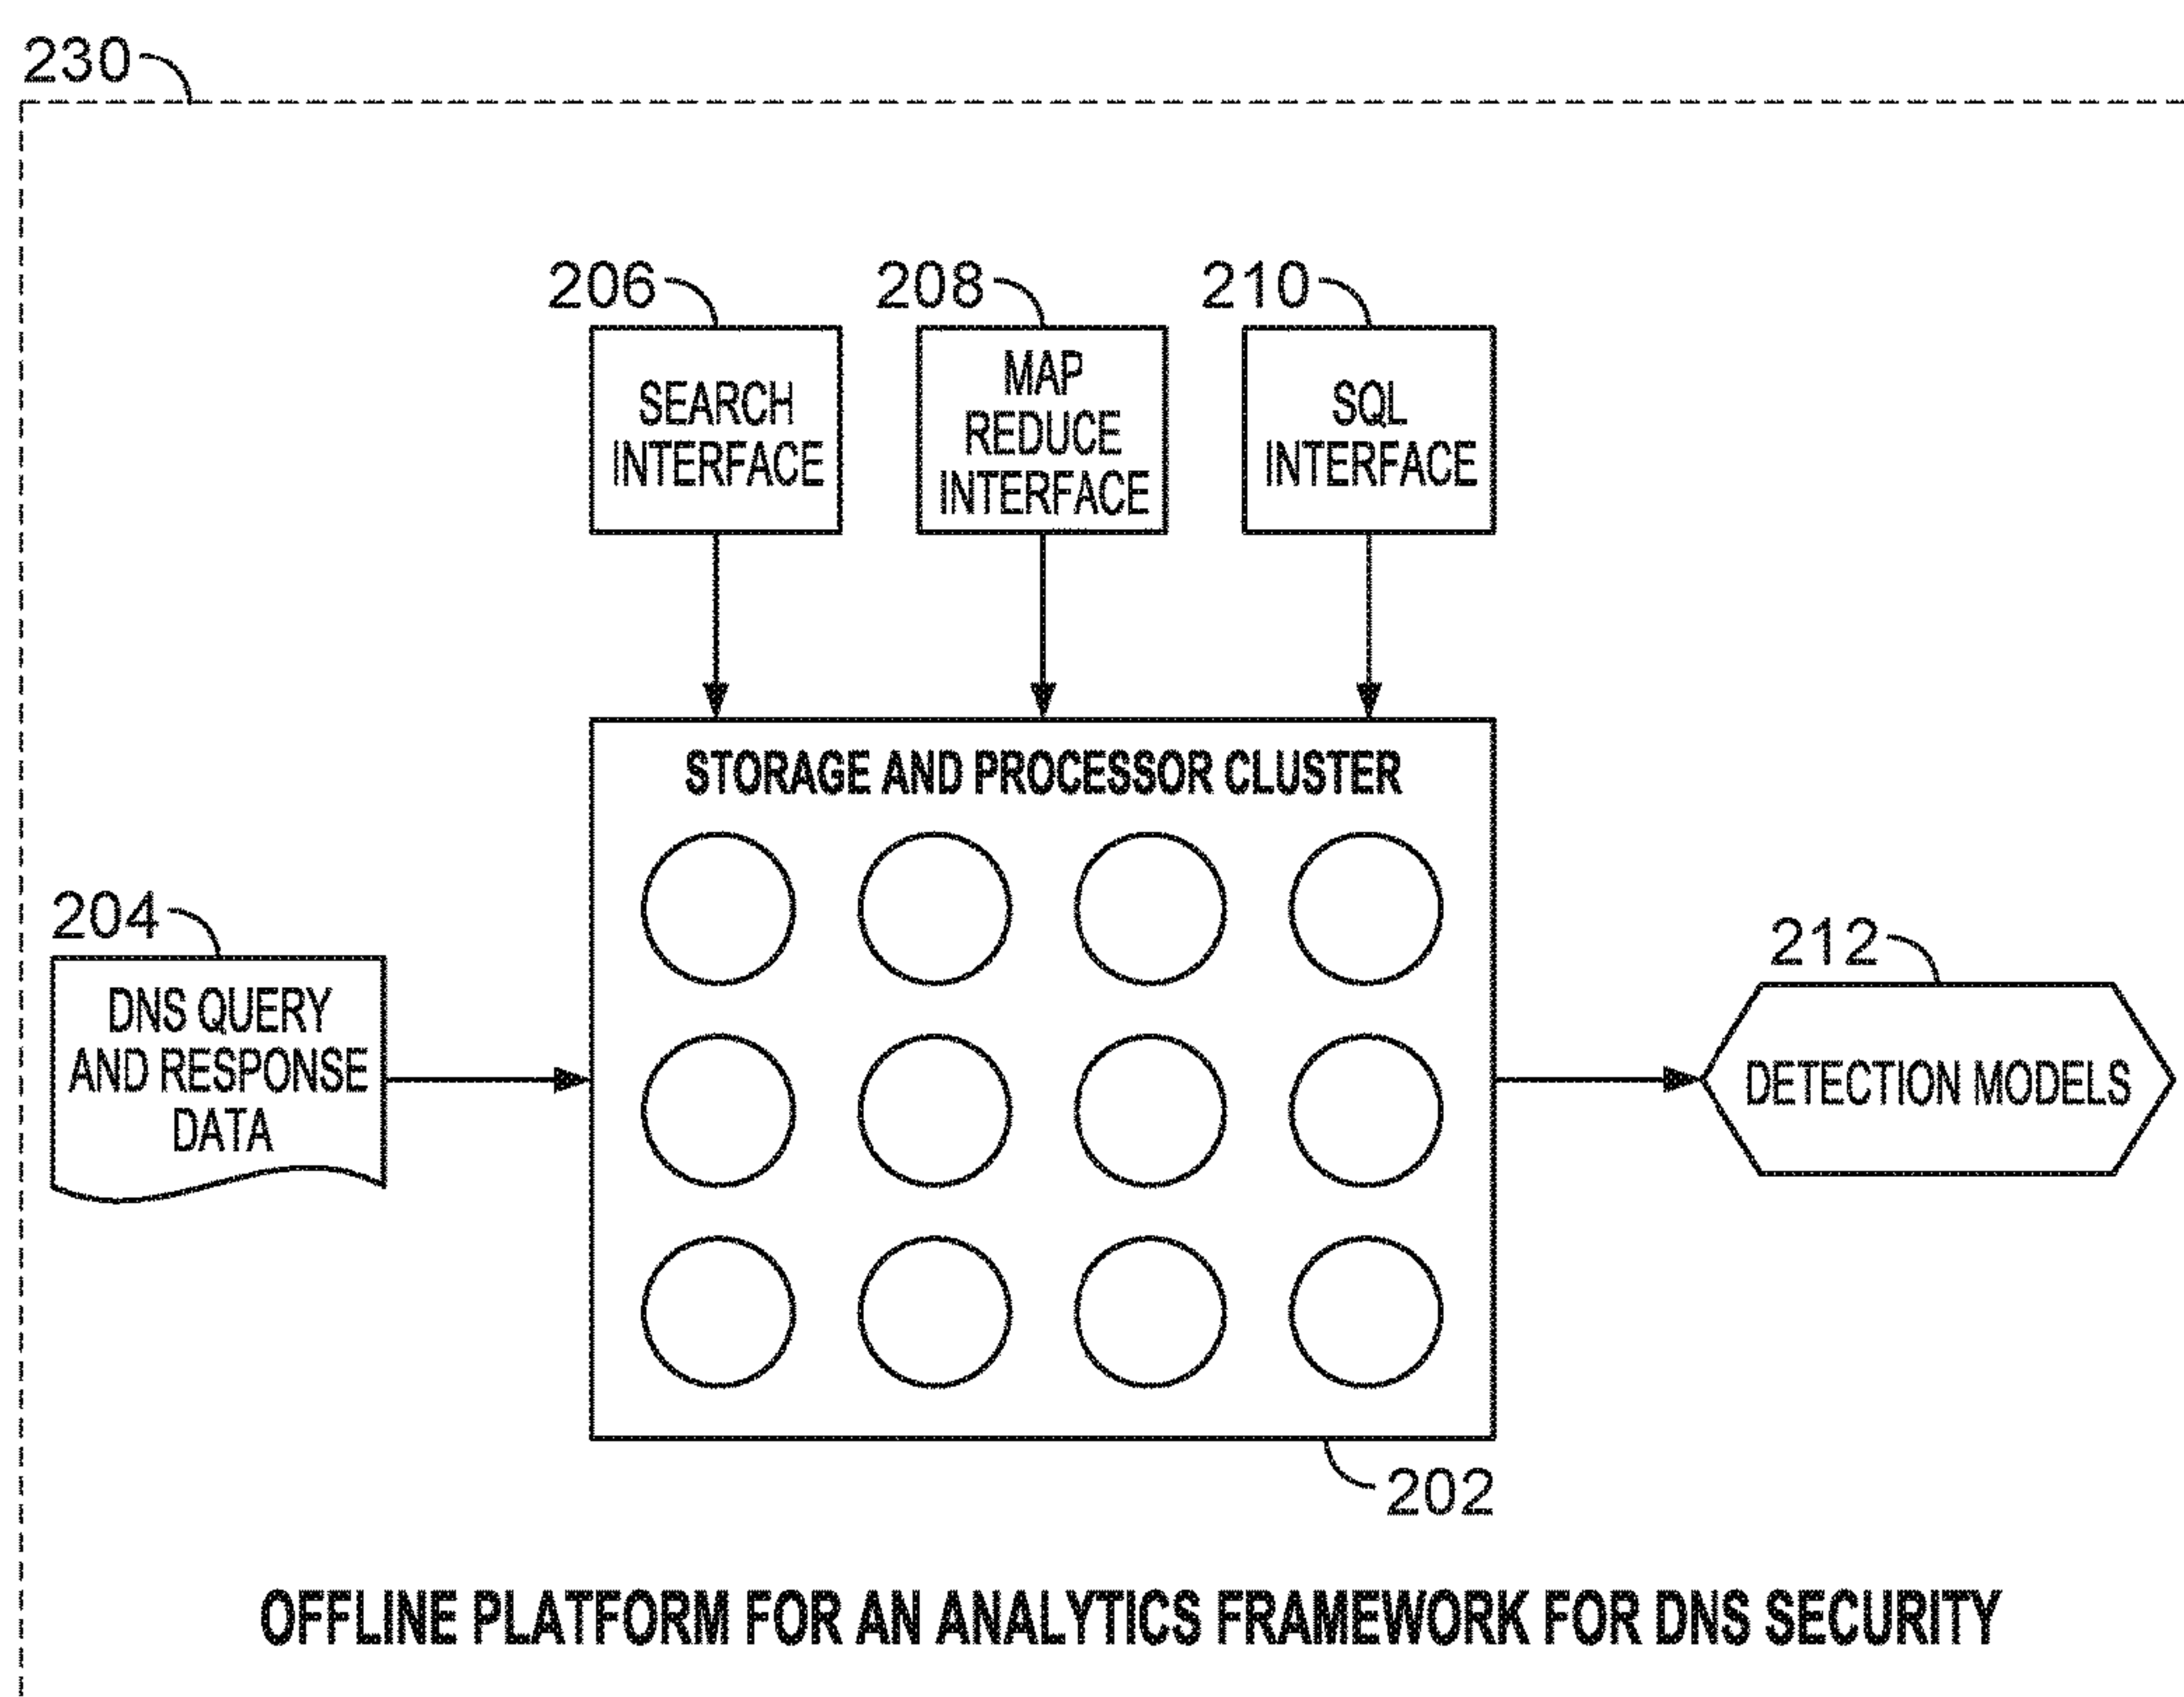 230
206
208
210
SEARCH
INTERFACE
MAP
REDUCE
INTERFACE
SQL
INTERFACE
STORAGE AND PROCESSOR CLUSTER
204
DNS QUERY
AND RESPONSE
DATA
212
DETECTION MODELS
202
OFFLINE PLATFORM FOR AN ANALYTICS FRAMEWORK FOR DNS SECURITY